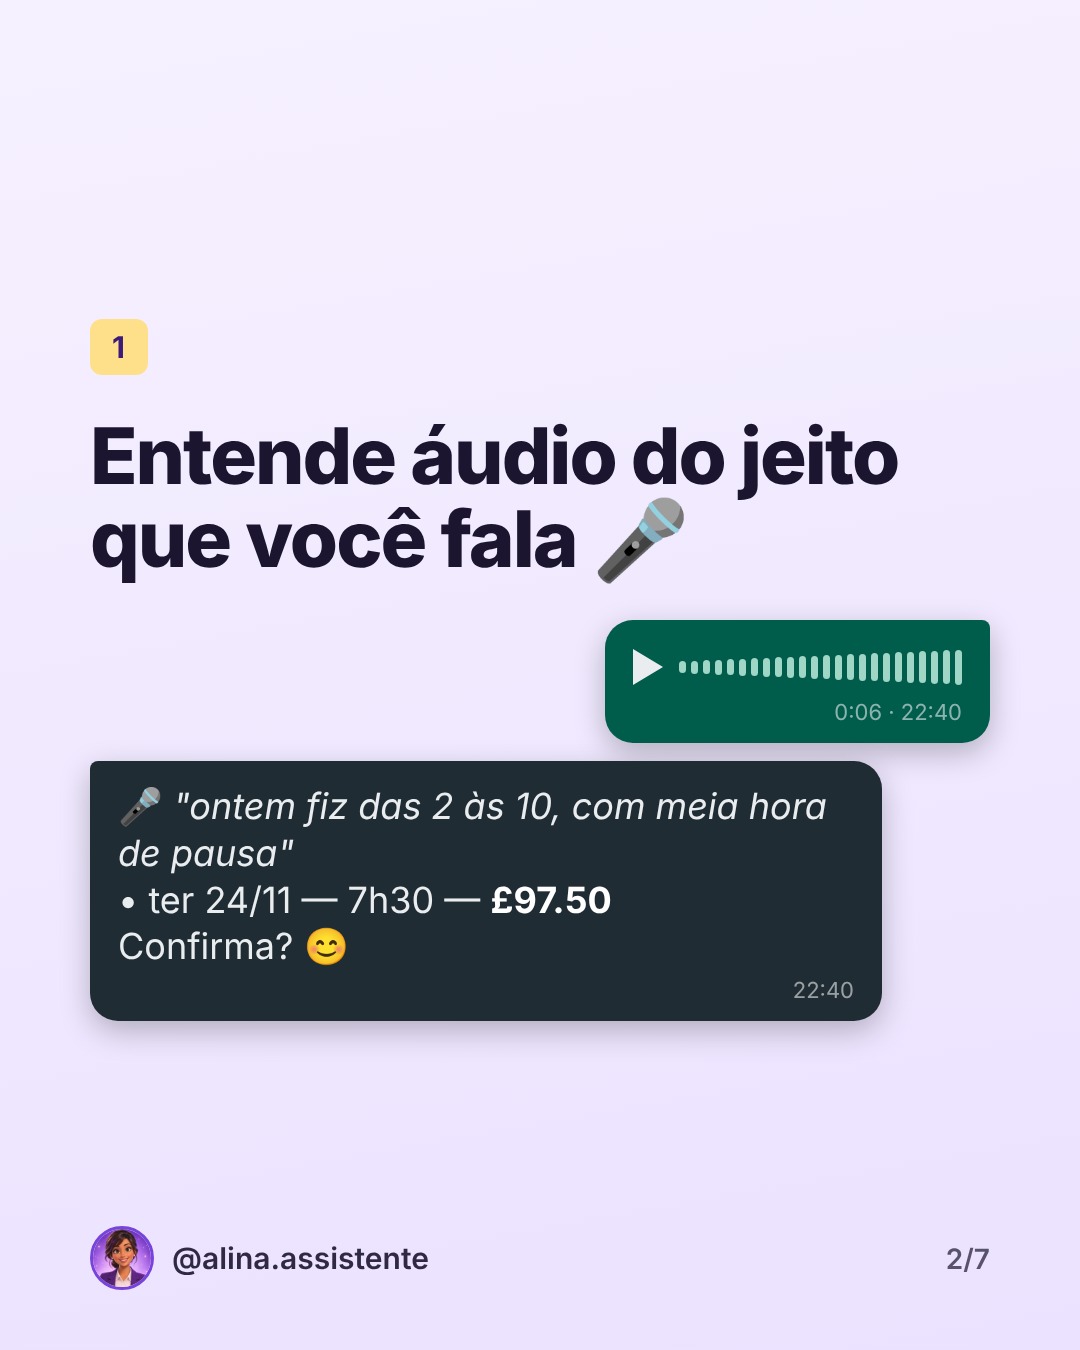 1
Entende áudio do jeito
que você fala 🎤
0:06 · 22:40
🎤 "ontem fiz das 2 às 10, com meia hora
de pausa"
• ter 24/11 — 7h30 — £97.50
Confirma? 😊
22:40
@alina.assistente
2/7